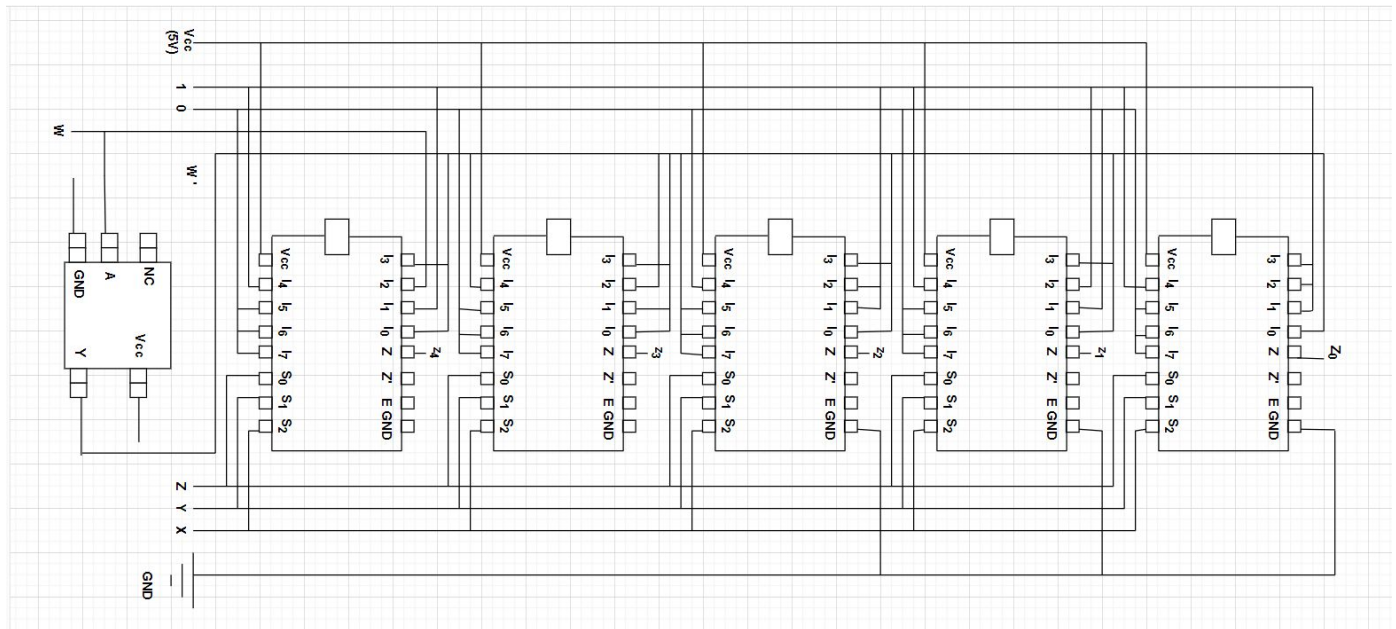 Vcc
(5V)
1
0
W
W'
GND
A
NC
Y
Vcc
Vcc
I4
I5
I6
I7
S0
S1
S2
I3
I2
I1
I0
Z
Z'
E
GND
z4
Vcc
I4
I5
I6
I7
S0
S1
S2
I3
I2
I1
I0
Z
Z'
E
GND
z3
Vcc
I4
I5
I6
I7
S0
S1
S2
I3
I2
I1
I0
Z
Z'
E
GND
z2
Vcc
I4
I5
I6
I7
S0
S1
S2
I3
I2
I1
I0
Z
Z'
E
GND
z1
Vcc
I4
I5
I6
I7
S0
S1
S2
I3
I2
I1
I0
Z
Z'
E
GND
Z0
Z
Y
X
GND